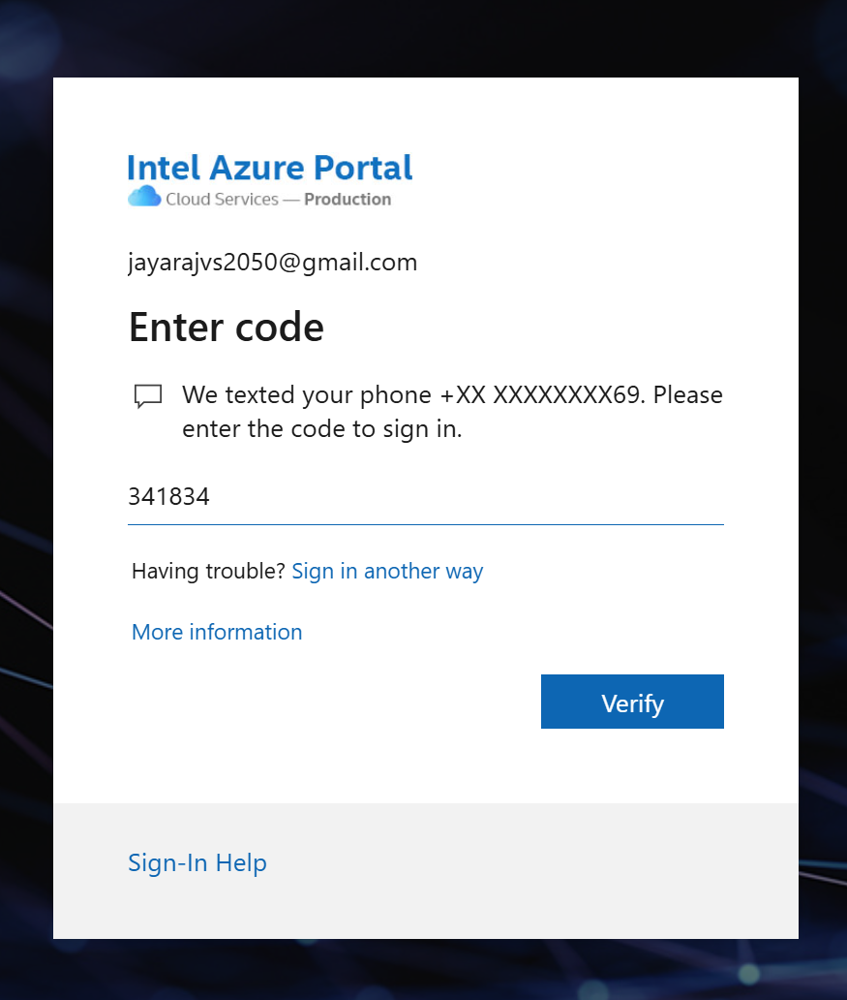 Intel Azure Portal
Cloud Services — Production
jayarajvs2050@gmail.com
Enter code
We texted your phone +XX XXXXXXXX69. Please
enter the code to sign in.
341834
Having trouble? Sign in another way
More information
Verify
Sign-In Help